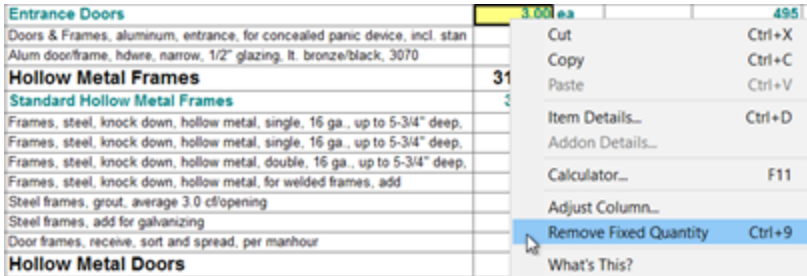 Entrance Doors 3.00 ea 495
Doors & Frames, aluminum, entrance, for concealed panic device, incl. stan
Alum door/frame, hdwre, narrow, 1/2" glazing, lt. bronze/black, 3070
Hollow Metal Frames 31
Standard Hollow Metal Frames 3
Frames, steel, knock down, hollow metal, single, 16 ga., up to 5-3/4" deep,
Frames, steel, knock down, hollow metal, single, 16 ga., up to 5-3/4" deep,
Frames, steel, knock down, hollow metal, double, 16 ga., up to 5-3/4" deep,
Frames, steel, knock down, hollow metal, for welded frames, add
Steel frames, grout, average 3.0 cf/opening
Steel frames, add for galvanizing
Door frames, receive, sort and spread, per manhour
Hollow Metal Doors
Cut Ctrl+X
Copy Ctrl+C
Paste Ctrl+V
Item Details... Ctrl+D
Addon Details...
Calculator... F11
Adjust Column...
Remove Fixed Quantity Ctrl+9
What's This?